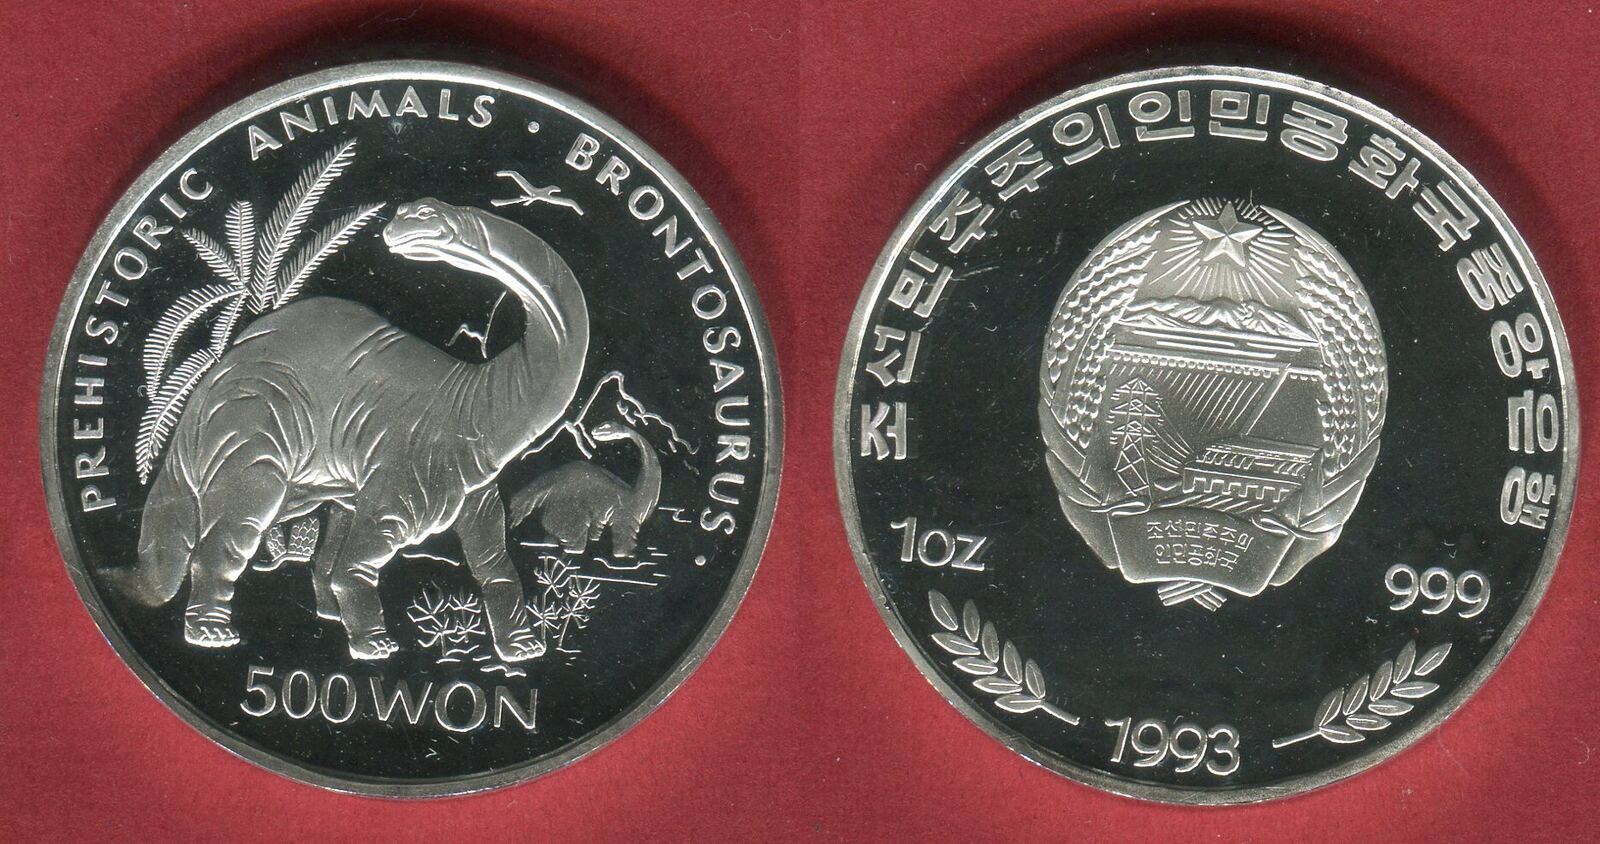 PREHISTORIC ANIMALS · BRONTOSAURUS ·
500 WON
조선민주주의인민공화국중앙은행
조선민주주의
인민공화국
1oz
999
1993